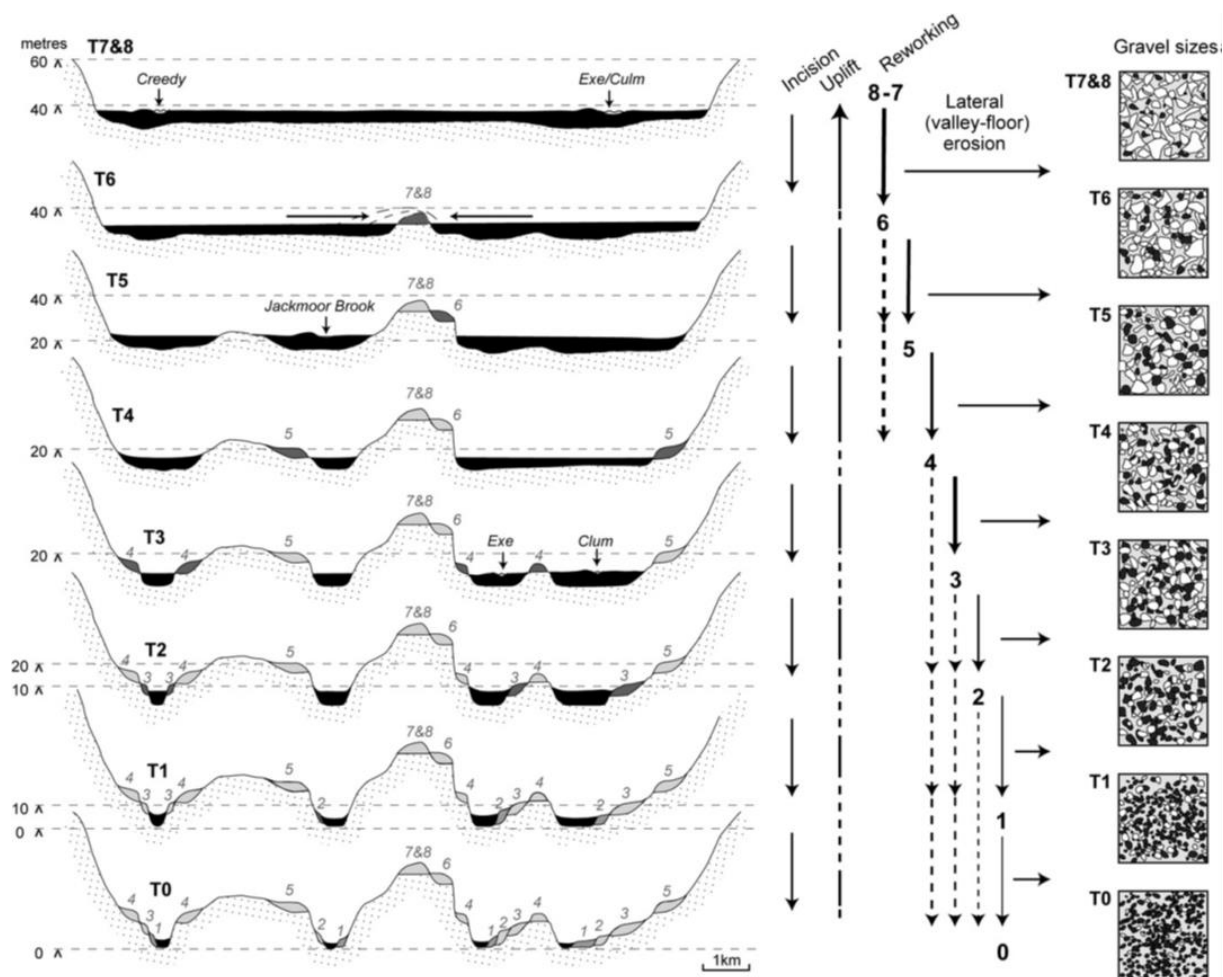 metres
T7&8
60
Creedy
Exe/Culm
40
T6
7&8
40
T5
40
7&8
6
Jackmoor Brook
20
T4
7&8
6
5
5
20
T3
7&8
6
5
5
4
4
Exe
Clum
4
4
20
T2
7&8
6
5
5
4
4
3
3
4
3
4
3
20
10
T1
7&8
6
5
5
4
4
3
3
2
4
3
2
4
3
2
10
0
T0
7&8
6
5
5
4
4
3
3
1
2
1
4
3
2
1
4
3
2
1
0
1km
Incision
Uplift
Reworking
8-7
Lateral
(valley-floor)
erosion
6
5
4
3
2
1
0
Gravel sizes
T7&8
T6
T5
T4
T3
T2
T1
T0